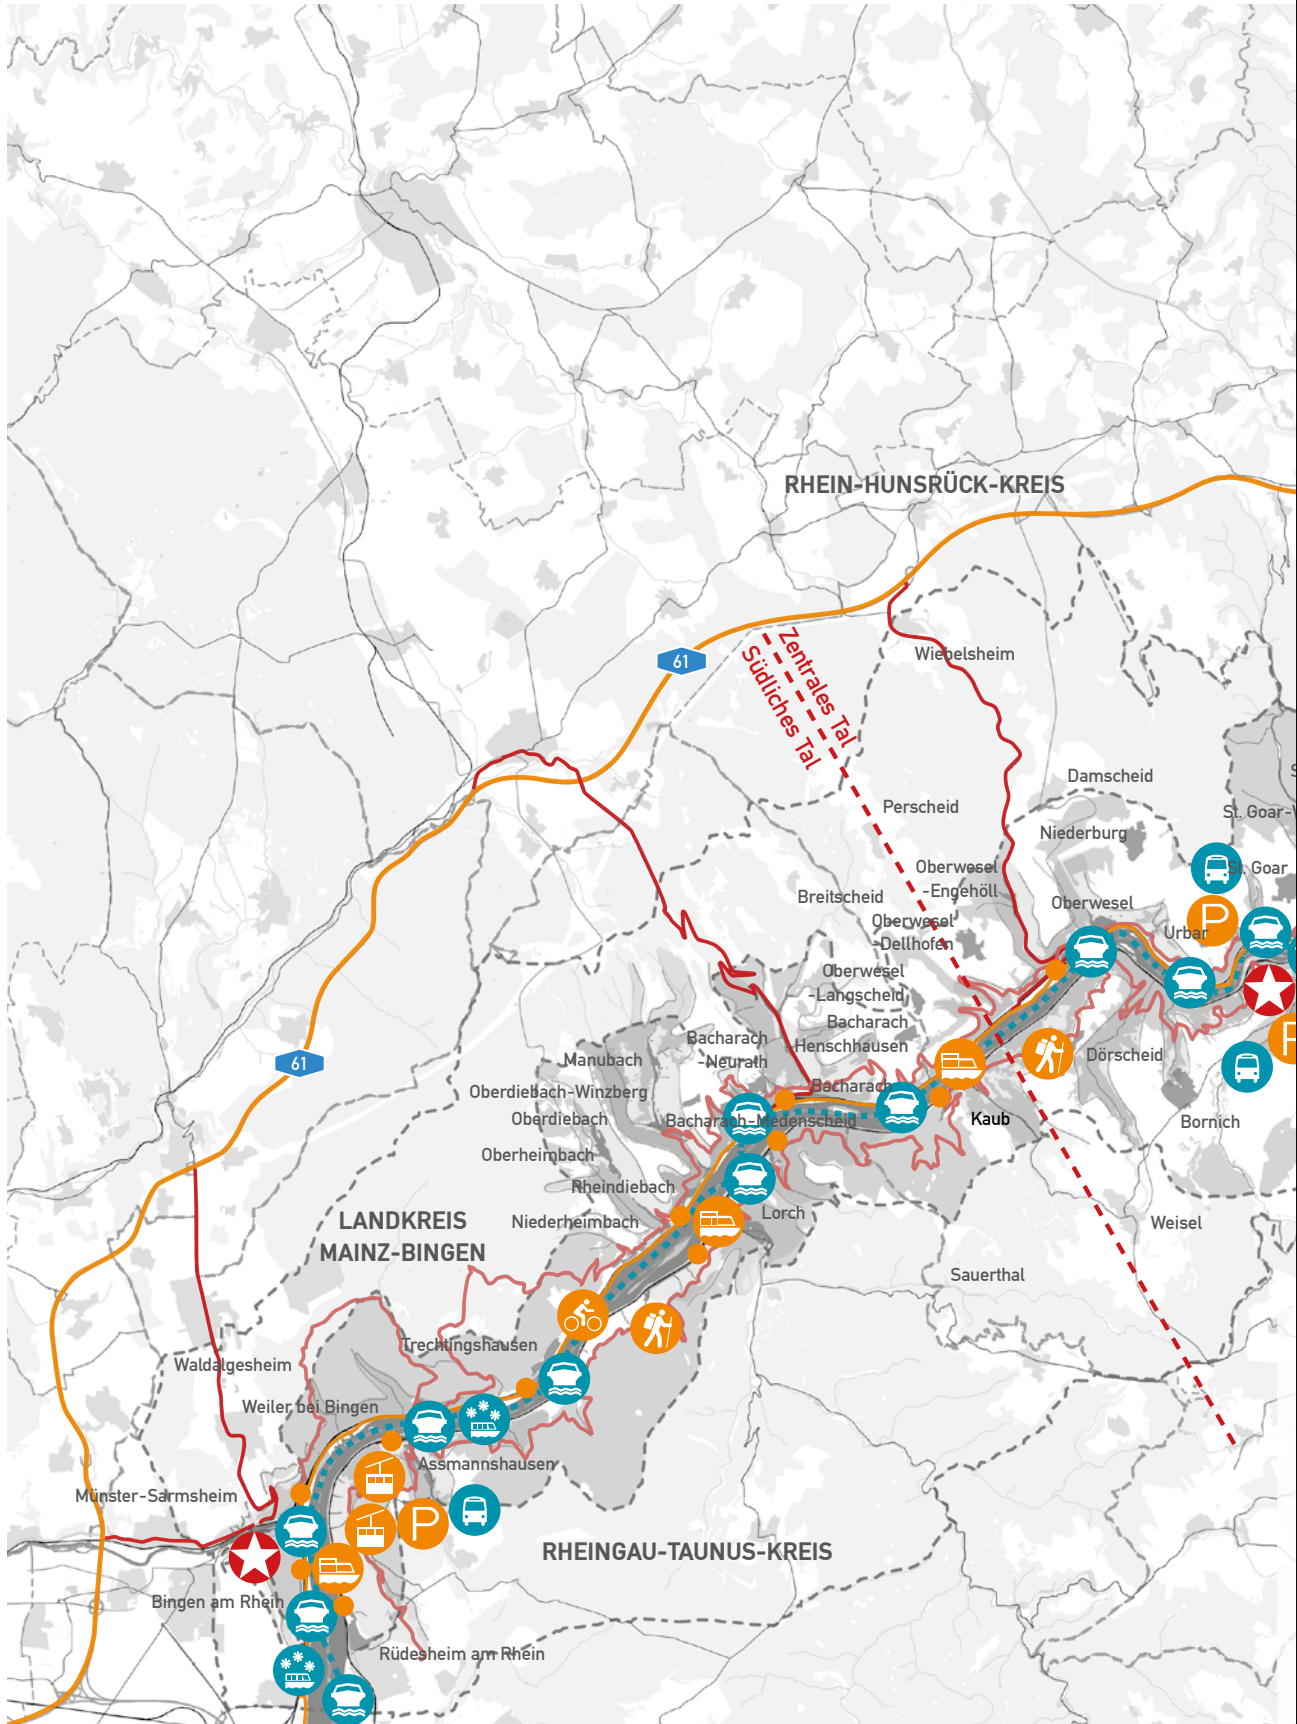 RHEIN-HUNSRÜCK-KREIS
61
Zentrales Tal
Südliches Tal
Wiebelsheim
Damscheid
S
Perscheid
St. Goar-W
Niederburg
Oberwesel
-Engehöll
St. Goar
Breitscheid
Oberwesel
P
Oberwesel
-Dellhofen
Urbar
Oberwesel
-Langscheid
Bacharach
-Henschhausen
Bacharach
-Neurath
P
Manubach
Dörscheid
61
Oberdiebach-Winzberg
Bacharach
Oberdiebach
Bacharach-Medenscheid
Kaub
Bornich
Oberheimbach
Rheindiebach
Lorch
Niederheimbach
Weisel
LANDKREIS
MAINZ-BINGEN
Sauerthal
Trechtingshausen
Waldalgesheim
Weiler bei Bingen
Assmannshausen
Münster-Sarmsheim
P
RHEINGAU-TAUNUS-KREIS
Bingen am Rhein
Rüdesheim am Rhein